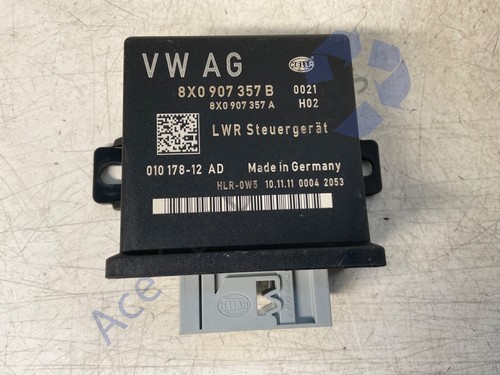 VW AG
HELLA
8X0 907 357 B 0021
8X0 907 357 A H02
LWR Steuergerät
010 178-12 AD Made in Germany
HLR-0W5 10.11.11 0004 2053
HELLA